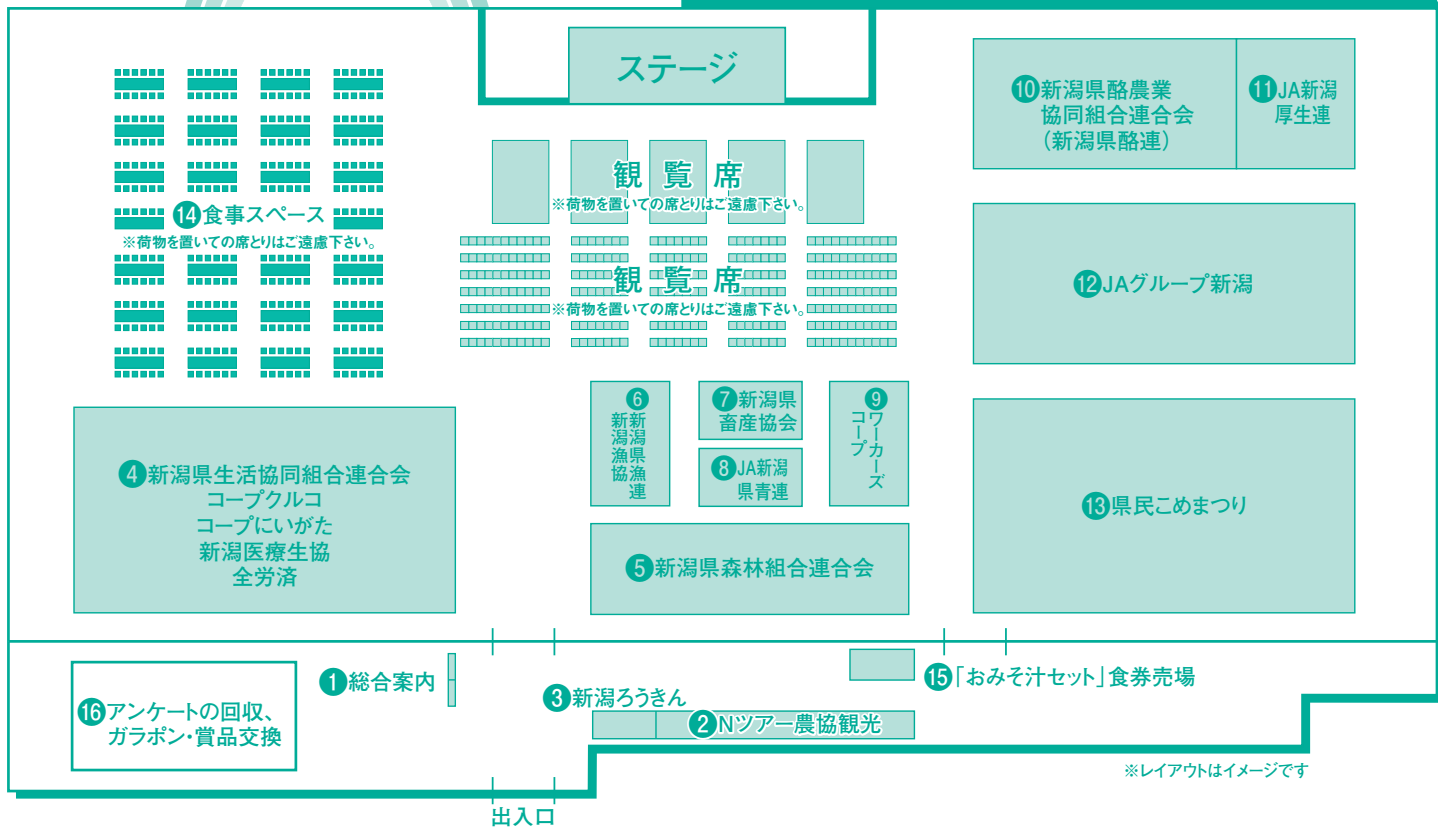 ステージ
⑩新潟県酪農業
協同組合連合会
(新潟県酪連)
⑪JA新潟
厚生連
観覧席
※荷物を置いての席とりはご遠慮下さい。
⑭食事スペース
※荷物を置いての席とりはご遠慮下さい。
観覧席
※荷物を置いての席とりはご遠慮下さい。
⑫JAグループ新潟
⑥新潟県漁連
新潟漁協
⑦新潟県
畜産協会
⑧JA新潟
県青連
⑨ワーカーズ
コープ
④新潟県生活協同組合連合会
コープクルコ
コープにいがた
新潟医療生協
全労済
⑬県民こめまつり
⑤新潟県森林組合連合会
①総合案内
⑯アンケートの回収、
ガラポン・賞品交換
③新潟ろうきん
②Nツアー農協観光
⑮「おみそ汁セット」食券売場
※レイアウトはイメージです
出入口